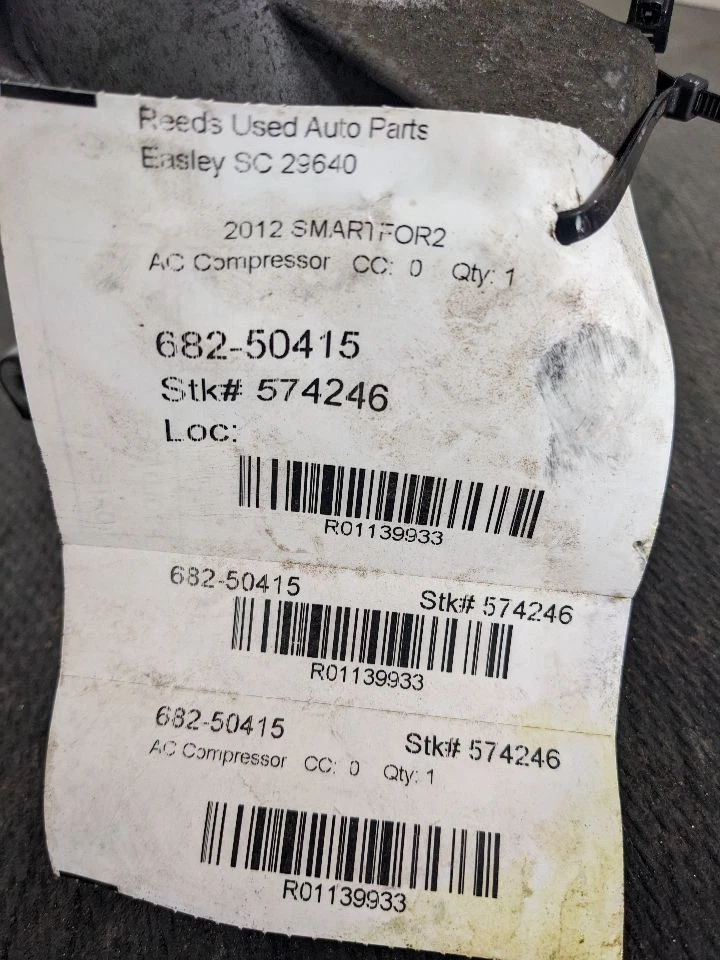 Reeds Used Auto Parts
Easley SC 29640
2012 SMARTFOR2
AC Compressor CC: 0 Qty: 1
682-50415
Stk# 574246
Loc:
R01139933
682-50415 Stk# 574246
R01139933
682-50415 Stk# 574246
AC Compressor CC: 0 Qty: 1
R01139933